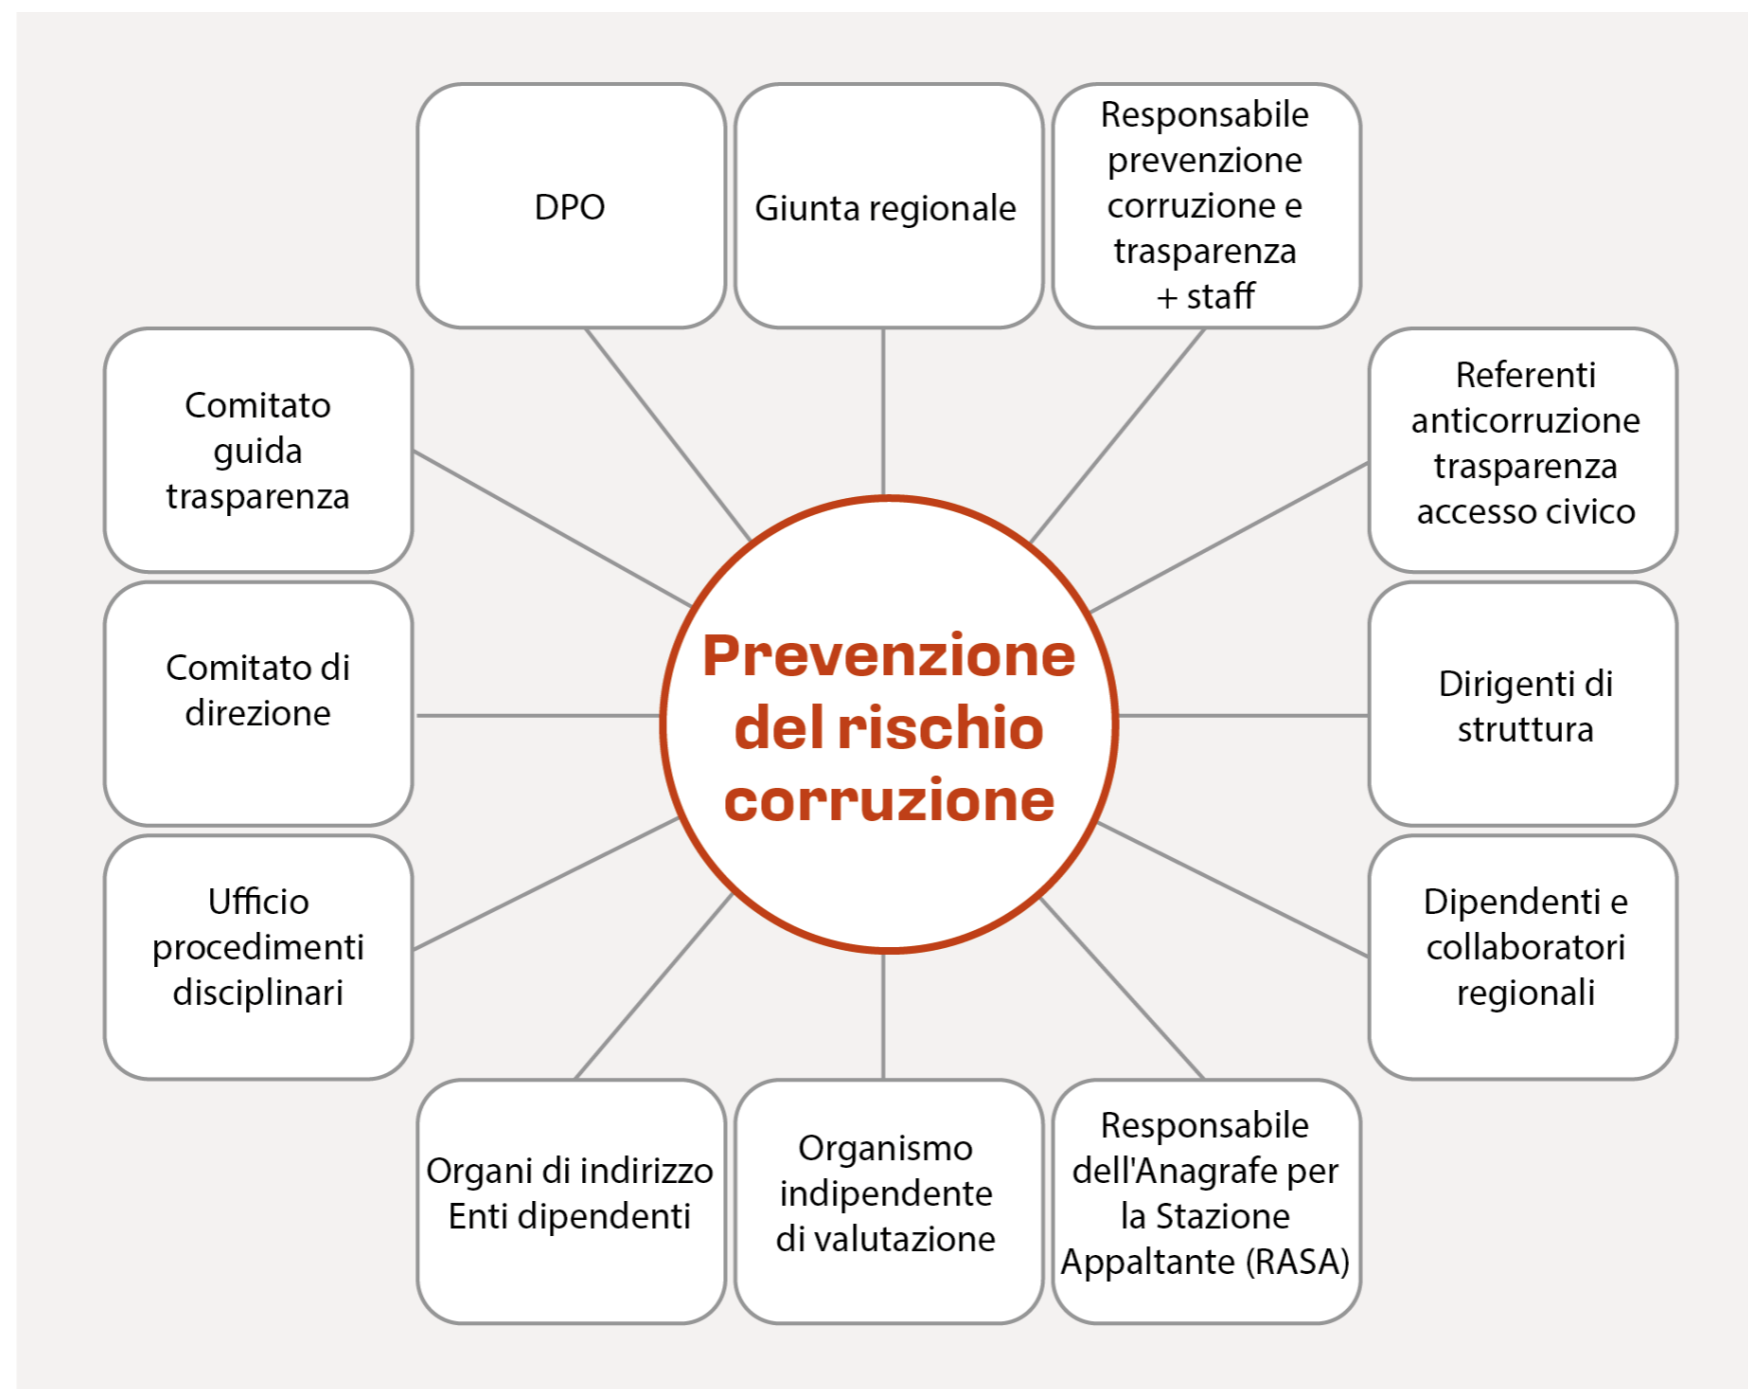 DPO
Giunta regionale
Responsabile
prevenzione
corruzione e
trasparenza
+ staff
Comitato
guida
trasparenza
Referenti
anticorruzione
trasparenza
accesso civico
Comitato di
direzione
Prevenzione
del rischio
corruzione
Dirigenti di
struttura
Ufficio
procedimenti
disciplinari
Dipendenti e
collaboratori
regionali
Organi di indirizzo
Enti dipendenti
Organismo
indipendente
di valutazione
Responsabile
dell'Anagrafe per
la Stazione
Appaltante (RASA)